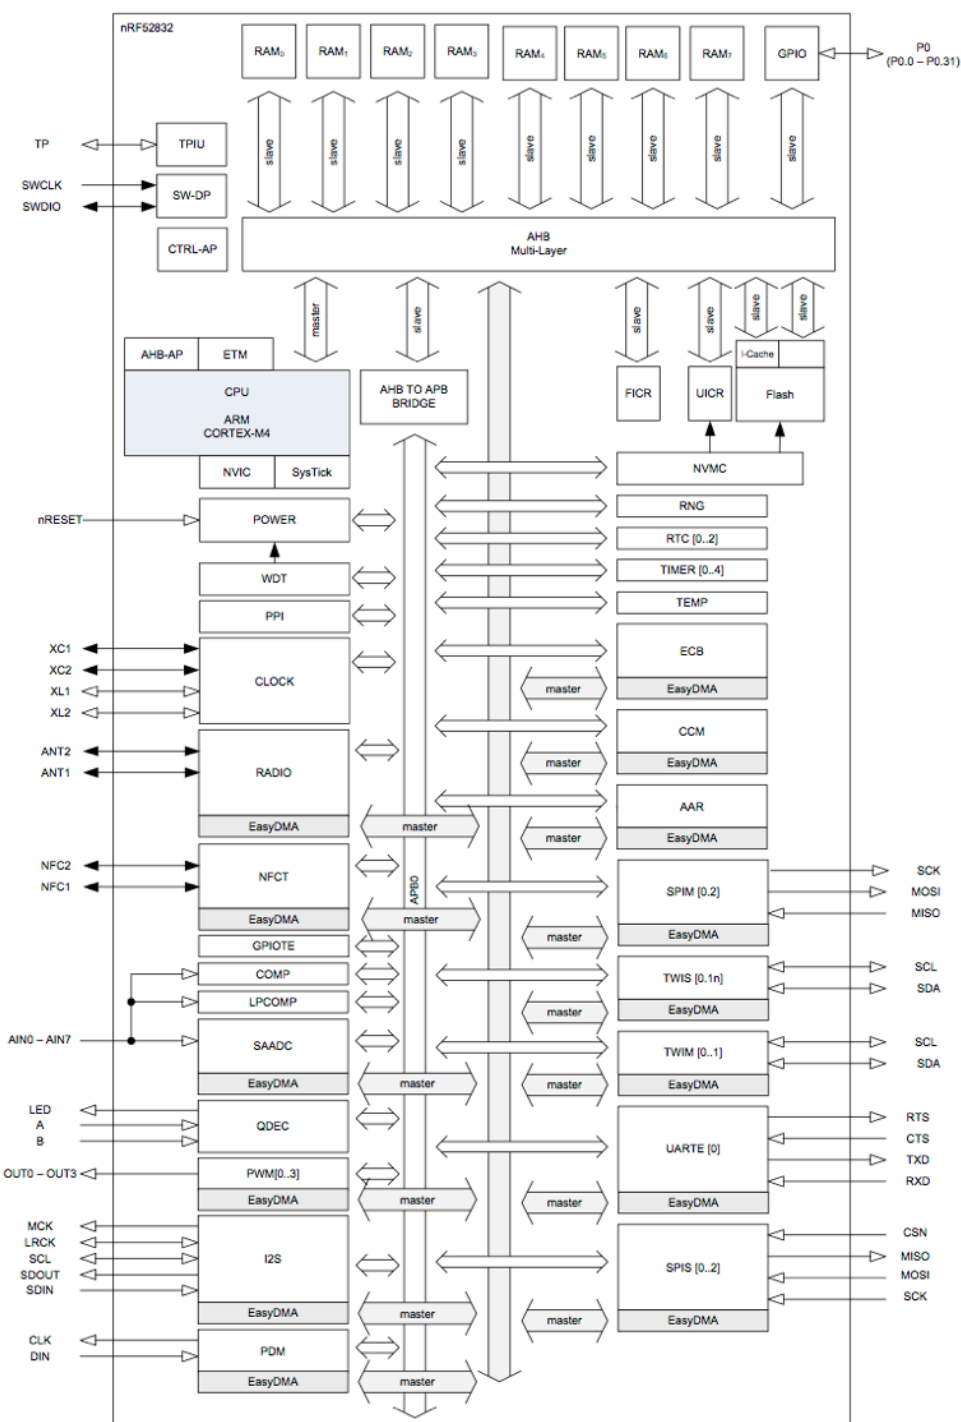 nRF52832
RAM₀ RAM₁ RAM₂ RAM₃ RAM₄ RAM₅ RAM₆ RAM₇ GPIO
P0
(P0.0 – P0.31)
slave slave slave slave slave slave slave slave slave
TP TPIU
SWCLK
SWDIO
SW-DP
CTRL-AP
AHB
Multi-Layer
master slave slave slave slave slave
AHB-AP ETM
CPU
ARM
CORTEX-M4
NVIC SysTick
AHB TO APB
BRIDGE
FICR UICR
I-Cache
Flash
NVMC
nRESET POWER
RNG
RTC [0..2]
WDT
TIMER [0..4]
PPI
TEMP
XC1
XC2
XL1
XL2
CLOCK
ECB
master EasyDMA
ANT2
ANT1
RADIO
EasyDMA master
CCM
master EasyDMA
AAR
master EasyDMA
NFC2
NFC1
NFCT
EasyDMA master
APB0
SPIM [0.2]
master EasyDMA
SCK
MOSI
MISO
GPIOTE
COMP
LPCOMP
AIN0 – AIN7
SAADC
EasyDMA master
TWIS [0.1n]
master EasyDMA
SCL
SDA
TWIM [0..1]
master EasyDMA
SCL
SDA
LED
A
B
QDEC
OUT0 – OUT3
PWM[0..3]
EasyDMA master
UARTE [0]
master EasyDMA
RTS
CTS
TXD
RXD
MCK
LRCK
SCL
SDOUT
SDIN
I2S
EasyDMA master
SPIS [0..2]
master EasyDMA
CSN
MISO
MOSI
SCK
CLK
DIN
PDM
EasyDMA master